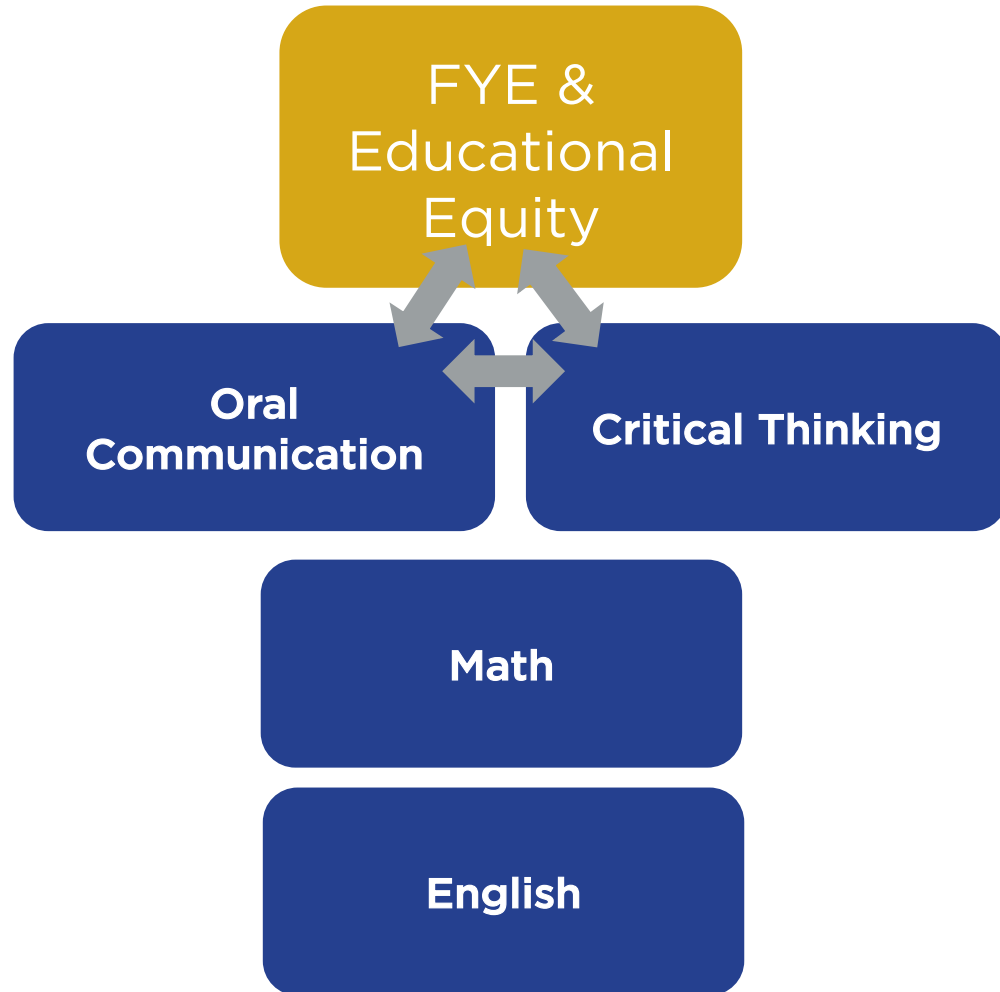 FYE &
Educational
Equity
Oral
Communication
Critical Thinking
Math
English